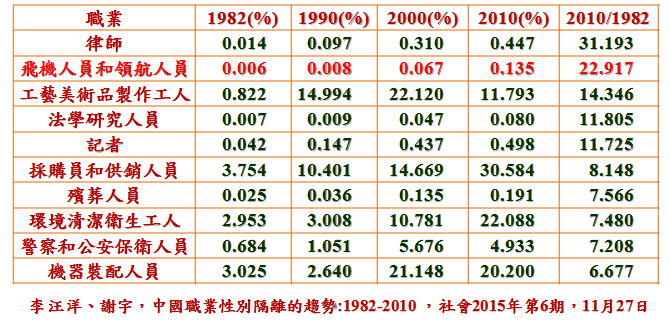 職業 1982(%) 1990(%) 2000(%) 2010(%) 2010/1982
律師 0.014 0.097 0.310 0.447 31.193
飛機人員和領航人員 0.006 0.008 0.067 0.135 22.917
工藝美術品製作工人 0.822 14.994 22.120 11.793 14.346
法學研究人員 0.007 0.009 0.047 0.080 11.805
記者 0.042 0.147 0.437 0.498 11.725
採購員和供銷人員 3.754 10.401 14.669 30.584 8.148
殯葬人員 0.025 0.036 0.135 0.191 7.566
環境清潔衛生工人 2.953 3.008 10.781 22.088 7.480
警察和公安保衛人員 0.684 1.051 5.676 4.933 7.208
機器裝配人員 3.025 2.640 21.148 20.200 6.677
李汪洋、謝宇，中國職業性別隔離的趨勢:1982-2010 ，社會2015年第6期，11月27日